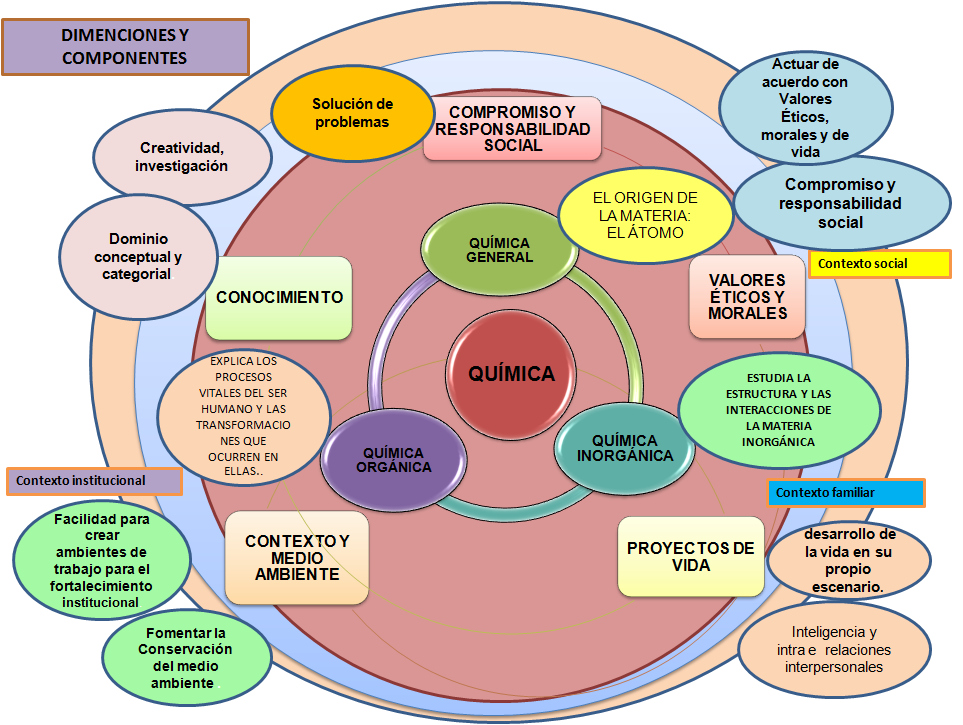 DIMENCIONES Y
COMPONENTES
Solución de
problemas
Creatividad,
investigación
Dominio
conceptual y
categorial
COMPROMISO Y
RESPONSABILIDAD
SOCIAL
Actuar de
acuerdo con
Valores
Éticos,
morales y de
vida
Compromiso y
responsabilidad
social
Contexto social
EL ORIGEN DE
LA MATERIA:
EL ÁTOMO
QUÍMICA
GENERAL
CONOCIMIENTO
VALORES
ÉTICOS Y
MORALES
QUÍMICA
EXPLICA LOS
PROCESOS
VITALES DEL SER
HUMANO Y LAS
TRANSFORMACIO
NES QUE
OCURREN EN
ELLAS..
QUÍMICA
ORGÁNICA
QUÍMICA
INORGÁNICA
ESTUDIA LA
ESTRUCTURA Y LAS
INTERACCIONES DE
LA MATERIA
INORGÁNICA
Contexto institucional
Contexto familiar
Facilidad para
crear
ambientes de
trabajo para el
fortalecimiento
institucional
CONTEXTO Y
MEDIO
AMBIENTE
PROYECTOS DE
VIDA
desarrollo de
la vida en su
propio
escenario.
Fomentar la
Conservación
del medio
ambiente .
Inteligencia y
intra e relaciones
interpersonales